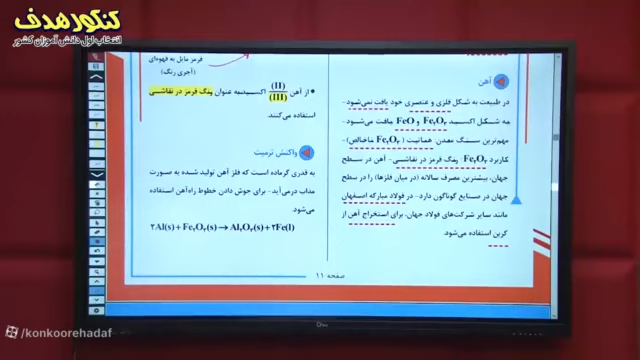 کنکور هدف
انتخاب اول دانش آموزان کشور
آهن
در طبیعت به شکل فلزی و عنصری خود یافت نمی‌شود-
به شکل اکسید Fe₂O₃ و FeO یافت می‌شود-
مهم‌ترین سنگ معدن هماتیت (Fe₂O₃ ناخالص)-
کاربرد Fe₂O₃: رنگ قرمز در نقاشی- آهن در سطح
جهان، بیشترین مصرف سالانه (در میان فلزها) را در سطح
جهان در صنایع گوناگون دارد- در فولاد مبارکه اصفهان
مانند سایر شرکت‌های فولاد جهان، برای استخراج آهن از
کربن استفاده می‌شود.
قرمز مایل به قهوه‌ای
(آجری رنگ)
• از آهن (II)/(III) اکسید به عنوان رنگ قرمز در نقاشی
استفاده می‌کنند.
واکنش ترمیت
به قدری گرماده است که فلز آهن تولید شده به صورت
مذاب درمی‌آید- برای جوش دادن خطوط راه‌آهن استفاده
می‌شود.
۲Al(s) + Fe₂O₃(s) → Al₂O₃(s) + ۲Fe(l)
صفحه ۱۱
/konkoorehadaf